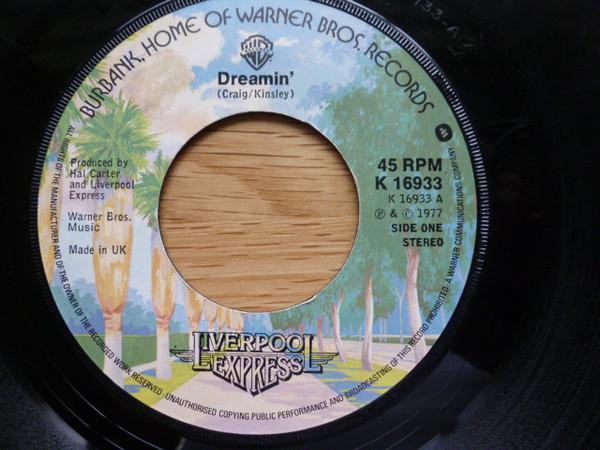 BURBANK, HOME OF WARNER BROS. RECORDS
Dreamin'
(Craig/Kinsley)
Produced by
Hal Carter
and Liverpool
Express
Warner Bros.
Music
Made in UK
45 RPM
K 16933
K 16933 A
Ⓟ & © 1977
SIDE ONE
STEREO
LIVERPOOL
EXPRESS
ALL RIGHTS OF THE MANUFACTURER AND OF THE OWNER OF THE RECORDED WORK RESERVED · UNAUTHORISED COPYING PUBLIC PERFORMANCE AND BROADCASTING OF THIS RECORD PROHIBITED · A WARNER COMMUNICATIONS COMPANY